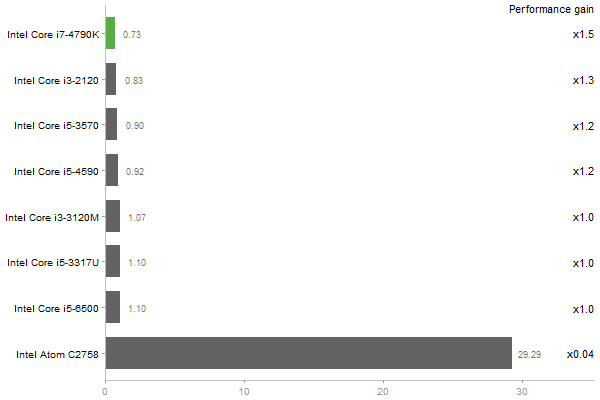 Performance gain
Intel Core i7-4790K 0.73 x1.5
Intel Core i3-2120 0.83 x1.3
Intel Core i5-3570 0.90 x1.2
Intel Core i5-4590 0.92 x1.2
Intel Core i3-3120M 1.07 x1.0
Intel Core i5-3317U 1.10 x1.0
Intel Core i5-6500 1.10 x1.0
Intel Atom C2758 29.29 x0.04
0 10 20 30